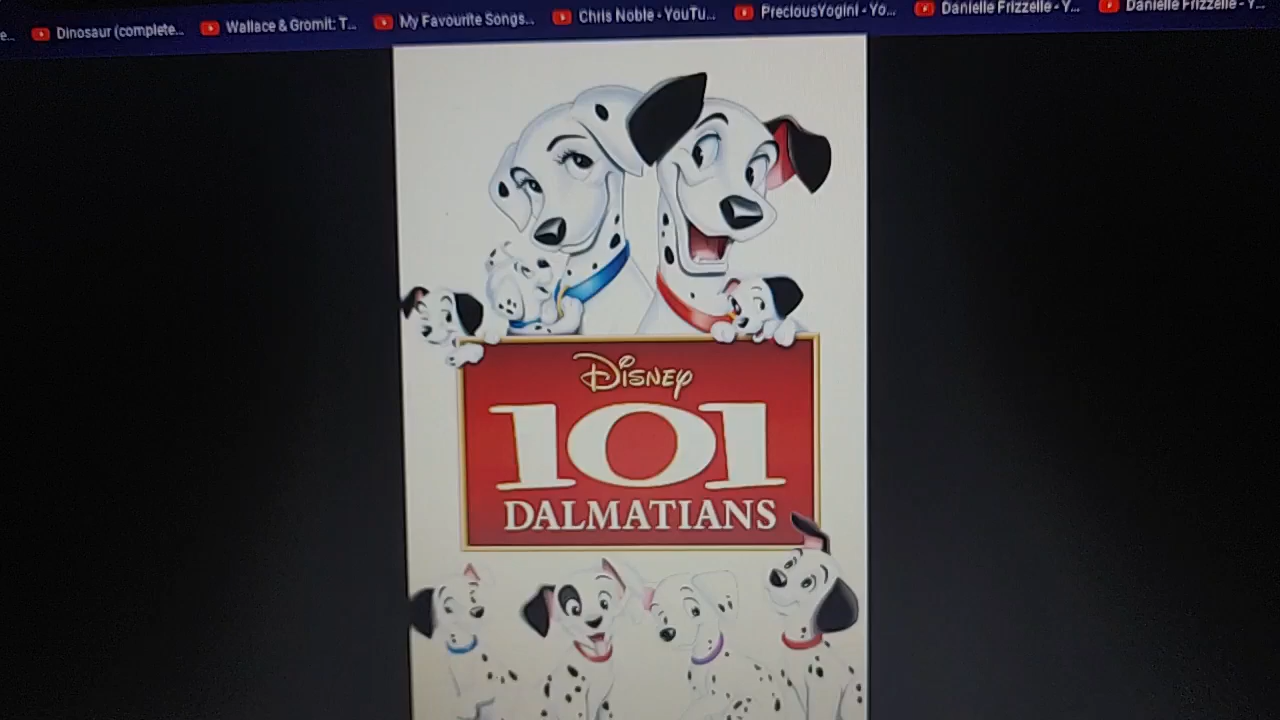 e... Dinosaur (complete... Wallace & Gromit: T... My Favourite Songs... Chris Noble - YouTu... PreciousYogini - Yo... Danielle Frizzelle - Y... Danielle Frizzelle - Y...
Disney
101
DALMATIANS